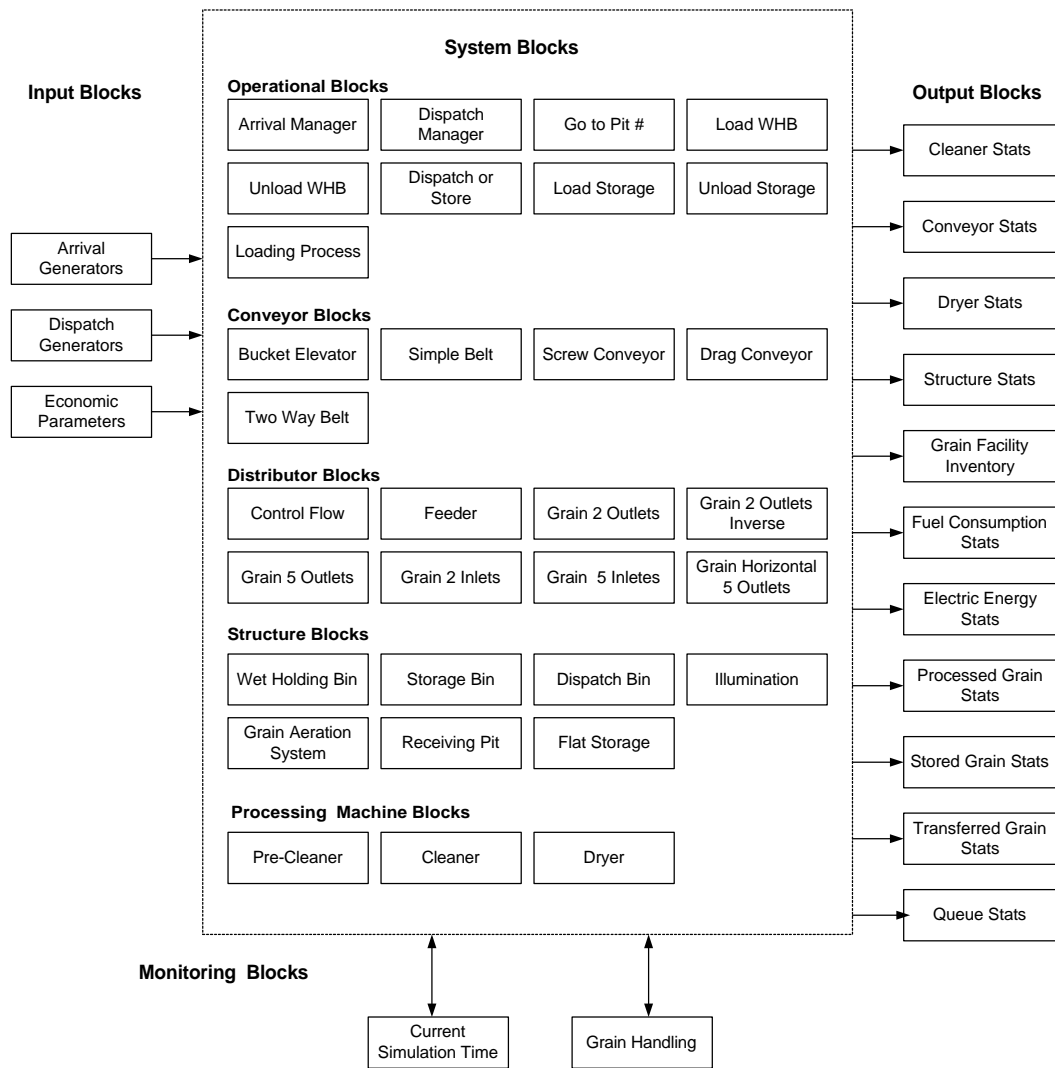 System Blocks
Input Blocks
Output Blocks
Operational Blocks
Arrival Manager
Dispatch
Manager
Go to Pit #
Load WHB
Unload WHB
Dispatch or
Store
Load Storage
Unload Storage
Loading Process
Arrival
Generators
Dispatch
Generators
Economic
Parameters
Conveyor Blocks
Bucket Elevator
Simple Belt
Screw Conveyor
Drag Conveyor
Two Way Belt
Distributor Blocks
Control Flow
Feeder
Grain 2 Outlets
Grain 2 Outlets
Inverse
Grain 5 Outlets
Grain 2 Inlets
Grain  5 Inletes
Grain Horizontal
5 Outlets
Structure Blocks
Wet Holding Bin
Storage Bin
Dispatch Bin
Illumination
Grain Aeration
System
Receiving Pit
Flat Storage
Processing  Machine Blocks
Pre-Cleaner
Cleaner
Dryer
Cleaner Stats
Conveyor Stats
Dryer Stats
Structure Stats
Grain Facility
Inventory
Fuel Consumption
Stats
Electric Energy
Stats
Processed Grain
Stats
Stored Grain Stats
Transferred Grain
Stats
Queue Stats
Monitoring  Blocks
Current
Simulation Time
Grain Handling